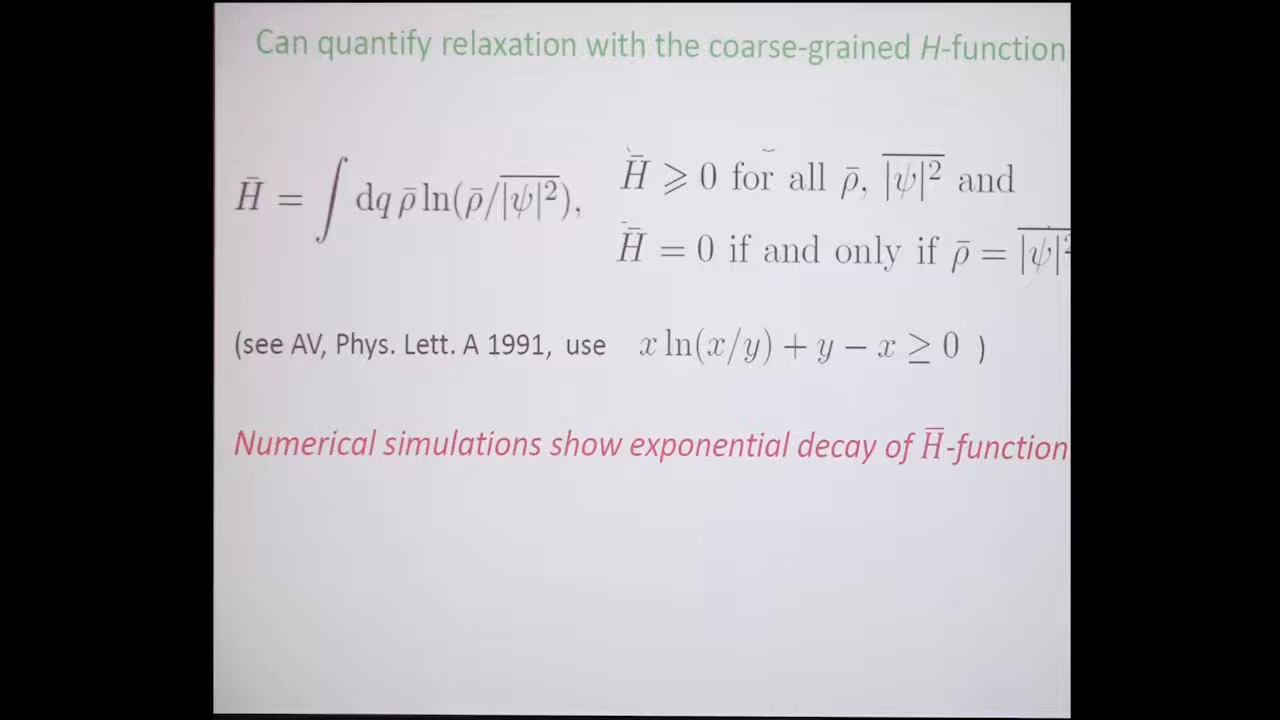 Can quantify relaxation with the coarse-grained H-function
H̄ = ∫ dq ρ̄ ln(ρ̄/|ψ|²‾),
H̄ ⩾ 0 for all ρ̄, |ψ|²‾ and
H̄ = 0 if and only if ρ̄ = |ψ|²‾
(see AV, Phys. Lett. A 1991, use x ln(x/y) + y − x ≥ 0 )
Numerical simulations show exponential decay of H̄-function